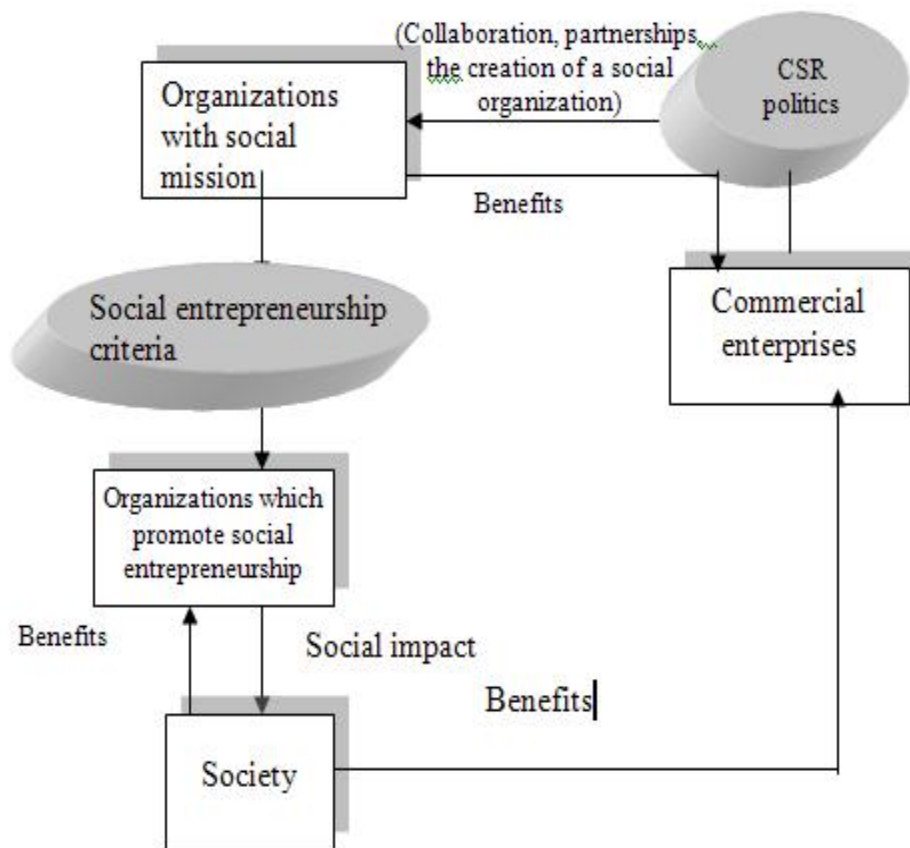 (Collaboration, partnerships,
the creation of a social
organization)
CSR
politics
Organizations
with social
mission
Benefits
Commercial
enterprises
Social entrepreneurship
criteria
Organizations which
promote social
entrepreneurship
Benefits
Social impact
Benefits
Society